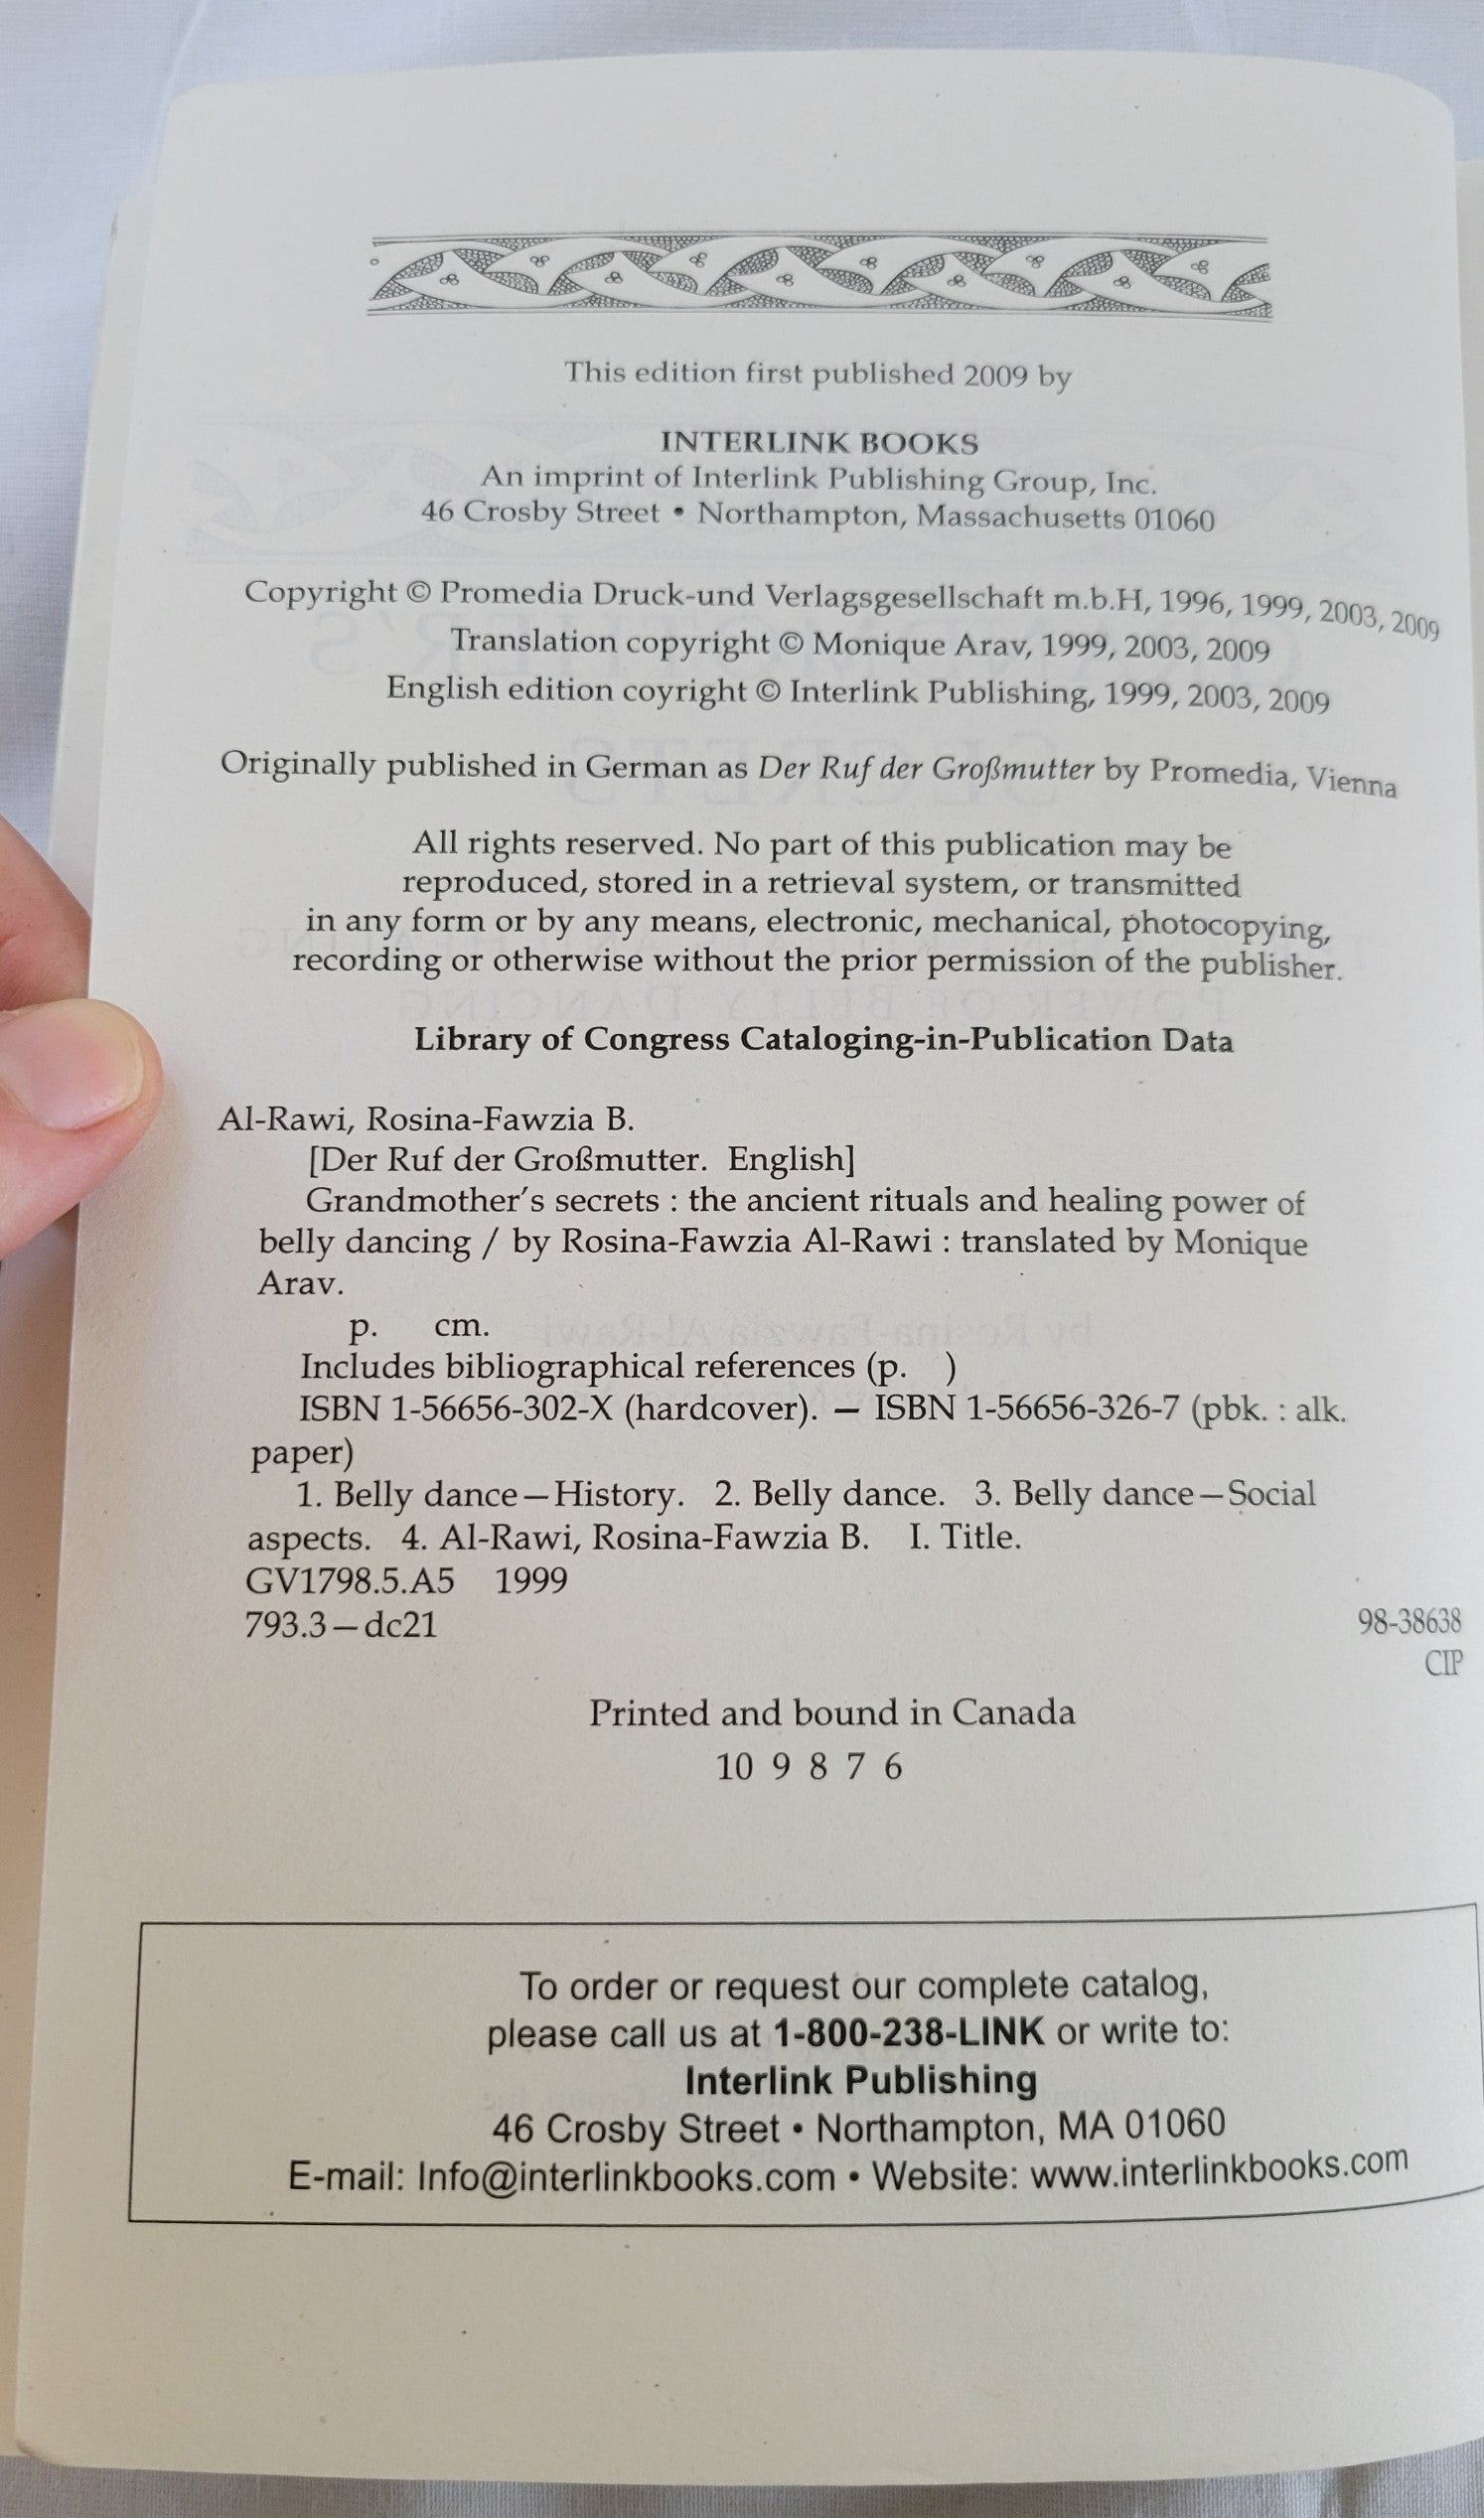 This edition first published 2009 by
INTERLINK BOOKS
An imprint of Interlink Publishing Group, Inc.
46 Crosby Street • Northampton, Massachusetts 01060
Copyright © Promedia Druck-und Verlagsgesellschaft m.b.H, 1996, 1999, 2003, 2009
Translation copyright © Monique Arav, 1999, 2003, 2009
English edition coyright © Interlink Publishing, 1999, 2003, 2009
Originally published in German as Der Ruf der Großmutter by Promedia, Vienna
All rights reserved. No part of this publication may be
reproduced, stored in a retrieval system, or transmitted
in any form or by any means, electronic, mechanical, photocopying,
recording or otherwise without the prior permission of the publisher.
Library of Congress Cataloging-in-Publication Data
Al-Rawi, Rosina-Fawzia B.
[Der Ruf der Großmutter. English]
Grandmother's secrets : the ancient rituals and healing power of
belly dancing / by Rosina-Fawzia Al-Rawi : translated by Monique
Arav.
p. cm.
Includes bibliographical references (p. )
ISBN 1-56656-302-X (hardcover). — ISBN 1-56656-326-7 (pbk. : alk.
paper)
1. Belly dance—History. 2. Belly dance. 3. Belly dance—Social
aspects. 4. Al-Rawi, Rosina-Fawzia B. I. Title.
GV1798.5.A5 1999
793.3—dc21 98-38638
CIP
Printed and bound in Canada
10 9 8 7 6
To order or request our complete catalog,
please call us at 1-800-238-LINK or write to:
Interlink Publishing
46 Crosby Street • Northampton, MA 01060
E-mail: Info@interlinkbooks.com • Website: www.interlinkbooks.com